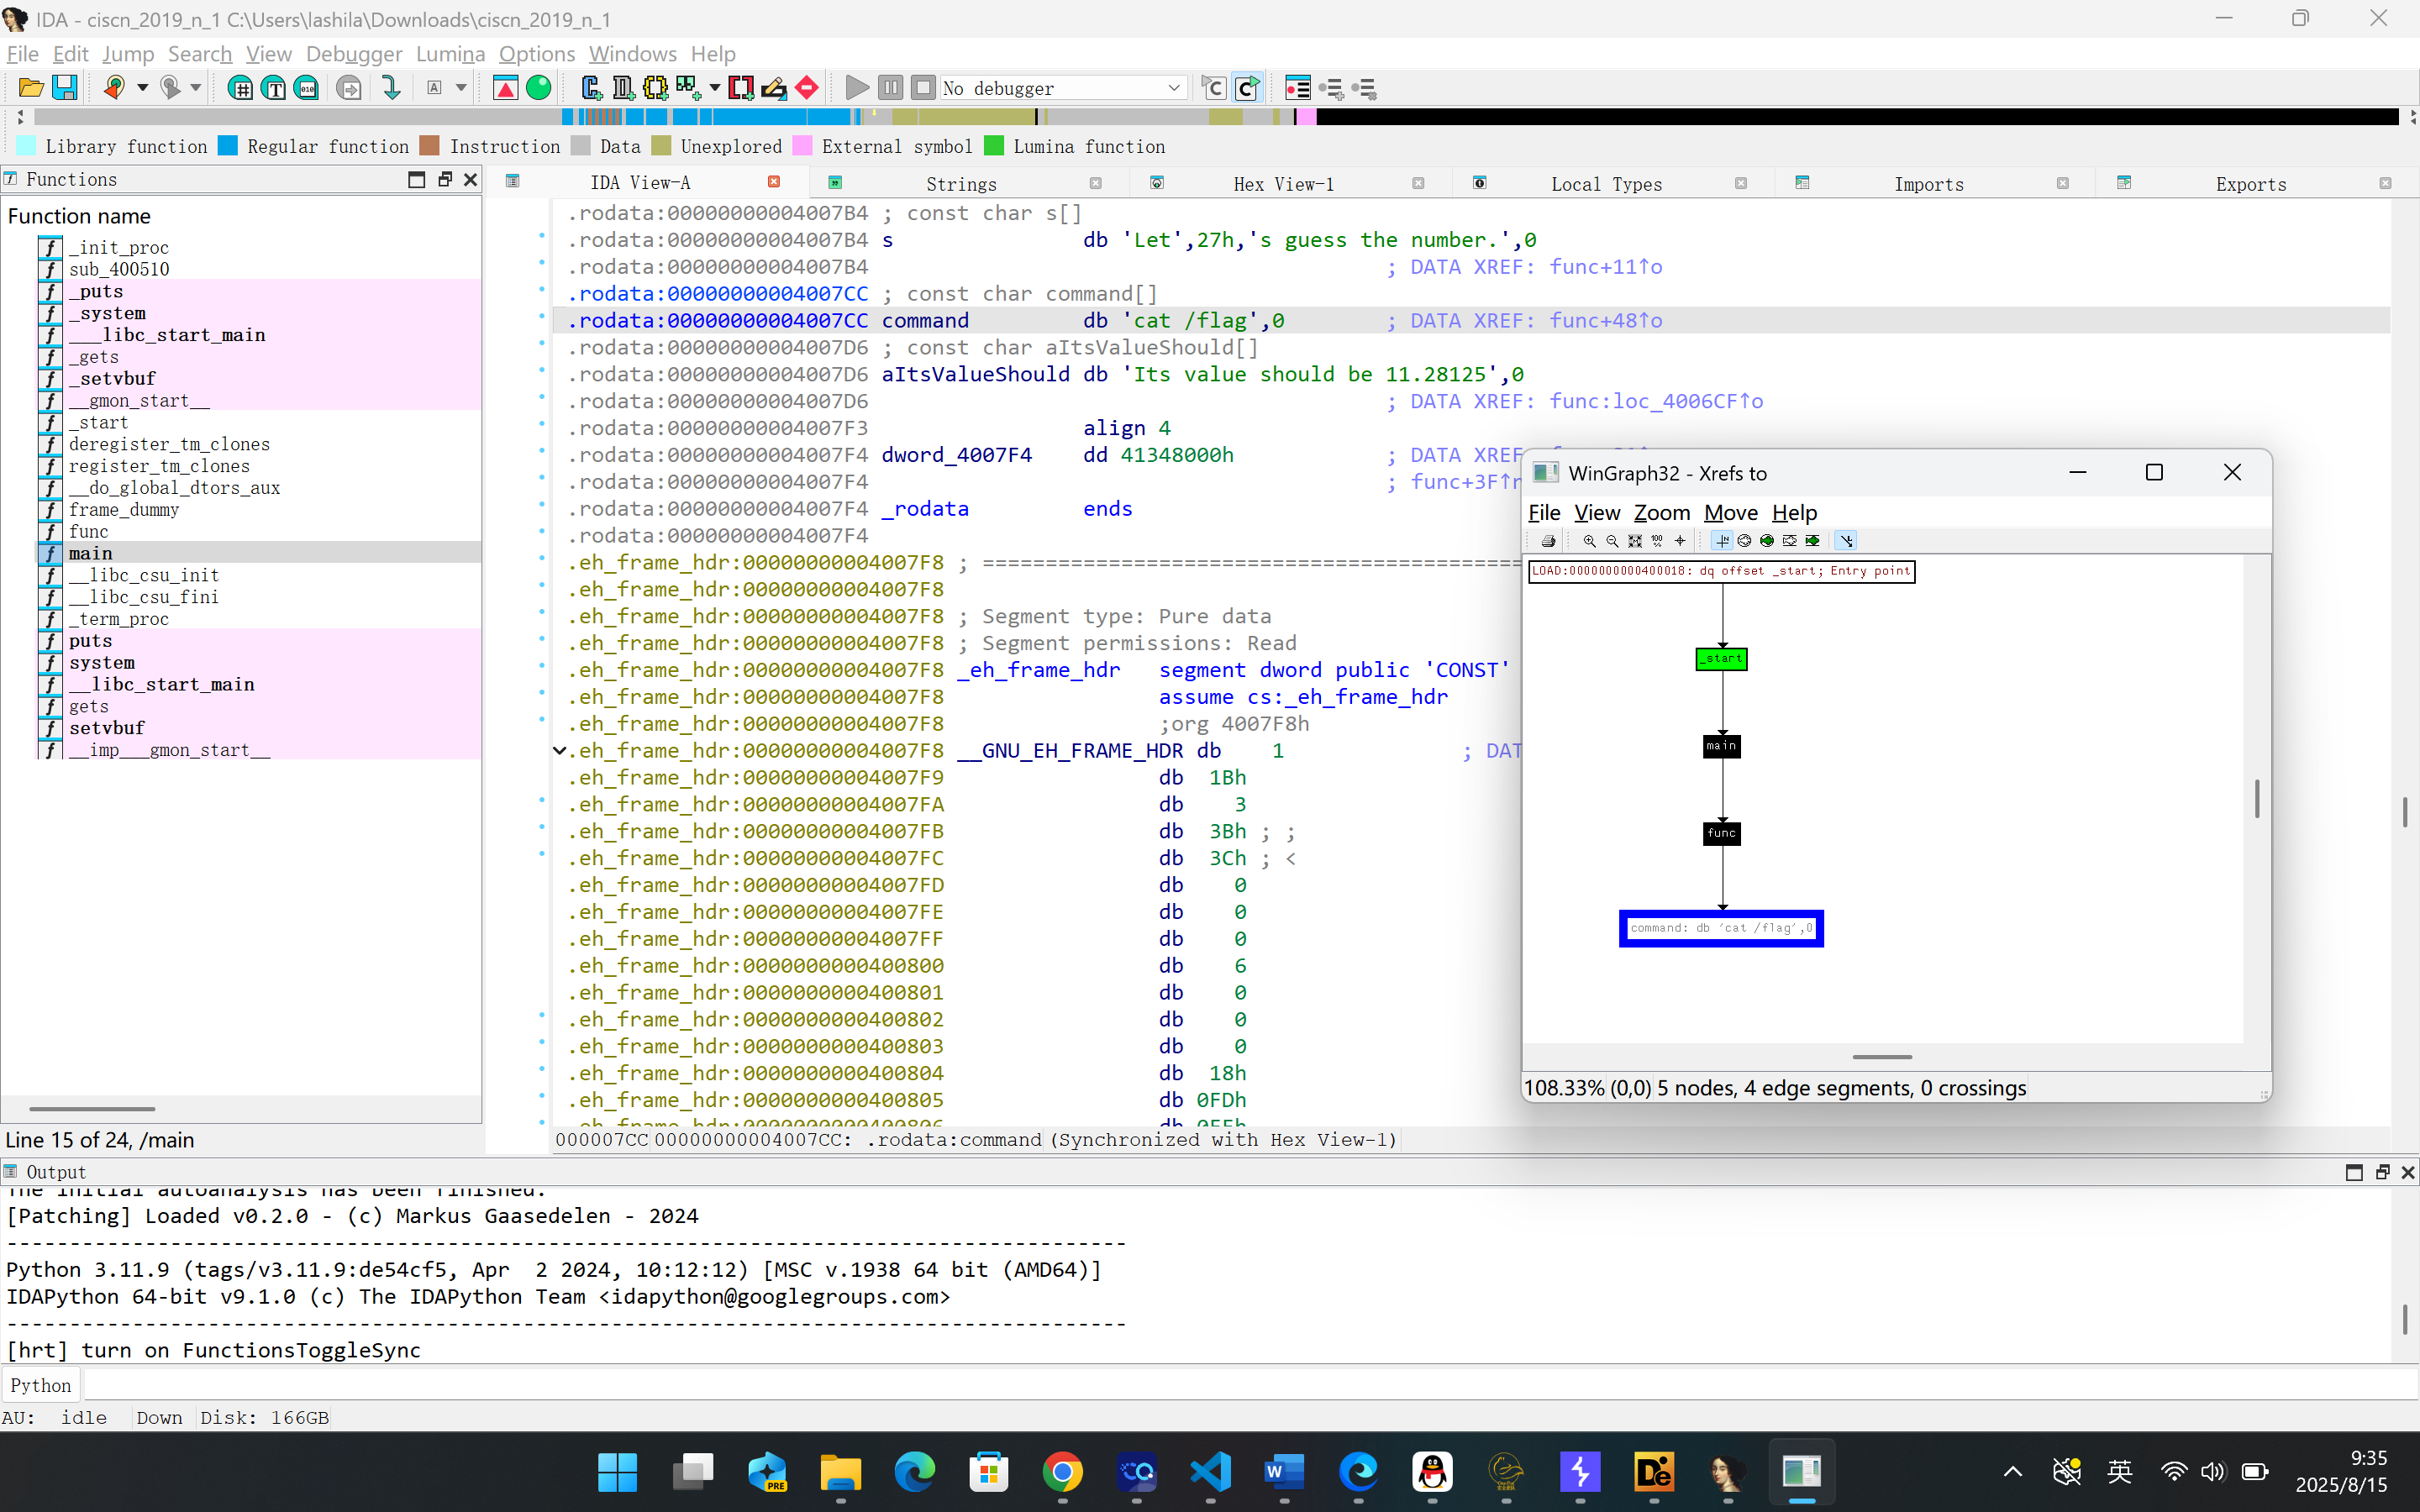 IDA - ciscn_2019_n_1 C:\Users\lashila\Downloads\ciscn_2019_n_1
File Edit Jump Search View Debugger Lumina Options Windows Help
No debugger
Library function Regular function Instruction Data Unexplored External symbol Lumina function
Functions
IDA View-A Strings Hex View-1 Local Types Imports Exports
Function name
_init_proc
sub_400510
_puts
_system
___libc_start_main
_gets
_setvbuf
__gmon_start__
_start
deregister_tm_clones
register_tm_clones
__do_global_dtors_aux
frame_dummy
func
main
__libc_csu_init
__libc_csu_fini
_term_proc
puts
system
__libc_start_main
gets
setvbuf
__imp___gmon_start__
Line 15 of 24, /main
.rodata:00000000004007B4 ; const char s[]
.rodata:00000000004007B4 s db 'Let',27h,'s guess the number.',0
.rodata:00000000004007B4 ; DATA XREF: func+11↑o
.rodata:00000000004007CC ; const char command[]
.rodata:00000000004007CC command db 'cat /flag',0 ; DATA XREF: func+48↑o
.rodata:00000000004007D6 ; const char aItsValueShould[]
.rodata:00000000004007D6 aItsValueShould db 'Its value should be 11.28125',0
.rodata:00000000004007D6 ; DATA XREF: func:loc_4006CF↑o
.rodata:00000000004007F3 align 4
.rodata:00000000004007F4 dword_4007F4 dd 41348000h ; DATA XREF:
.rodata:00000000004007F4 ; func+3F↑r
.rodata:00000000004007F4 _rodata ends
.rodata:00000000004007F4
.eh_frame_hdr:00000000004007F8 ; ===========================================
.eh_frame_hdr:00000000004007F8
.eh_frame_hdr:00000000004007F8 ; Segment type: Pure data
.eh_frame_hdr:00000000004007F8 ; Segment permissions: Read
.eh_frame_hdr:00000000004007F8 _eh_frame_hdr segment dword public 'CONST'
.eh_frame_hdr:00000000004007F8 assume cs:_eh_frame_hdr
.eh_frame_hdr:00000000004007F8 ;org 4007F8h
.eh_frame_hdr:00000000004007F8 __GNU_EH_FRAME_HDR db 1 ; DAT
.eh_frame_hdr:00000000004007F9 db 1Bh
.eh_frame_hdr:00000000004007FA db 3
.eh_frame_hdr:00000000004007FB db 3Bh ; ;
.eh_frame_hdr:00000000004007FC db 3Ch ; <
.eh_frame_hdr:00000000004007FD db 0
.eh_frame_hdr:00000000004007FE db 0
.eh_frame_hdr:00000000004007FF db 0
.eh_frame_hdr:0000000000400800 db 6
.eh_frame_hdr:0000000000400801 db 0
.eh_frame_hdr:0000000000400802 db 0
.eh_frame_hdr:0000000000400803 db 0
.eh_frame_hdr:0000000000400804 db 18h
.eh_frame_hdr:0000000000400805 db 0FDh
000007CC 00000000004007CC: .rodata:command (Synchronized with Hex View-1)
WinGraph32 - Xrefs to
File View Zoom Move Help
LOAD:0000000000400018: dq offset _start; Entry point
_start
main
func
command: db 'cat /flag',0
108.33% (0,0) 5 nodes, 4 edge segments, 0 crossings
Output
The initial autoanalysis has been finished.
[Patching] Loaded v0.2.0 - (c) Markus Gaasedelen - 2024
-----------------------------------------------------------------------------------------
Python 3.11.9 (tags/v3.11.9:de54cf5, Apr  2 2024, 10:12:12) [MSC v.1938 64 bit (AMD64)]
IDAPython 64-bit v9.1.0 (c) The IDAPython Team <idapython@googlegroups.com>
-----------------------------------------------------------------------------------------
[hrt] turn on FunctionsToggleSync
Python
AU: idle Down Disk: 166GB
PRE
英
9:35
2025/8/15